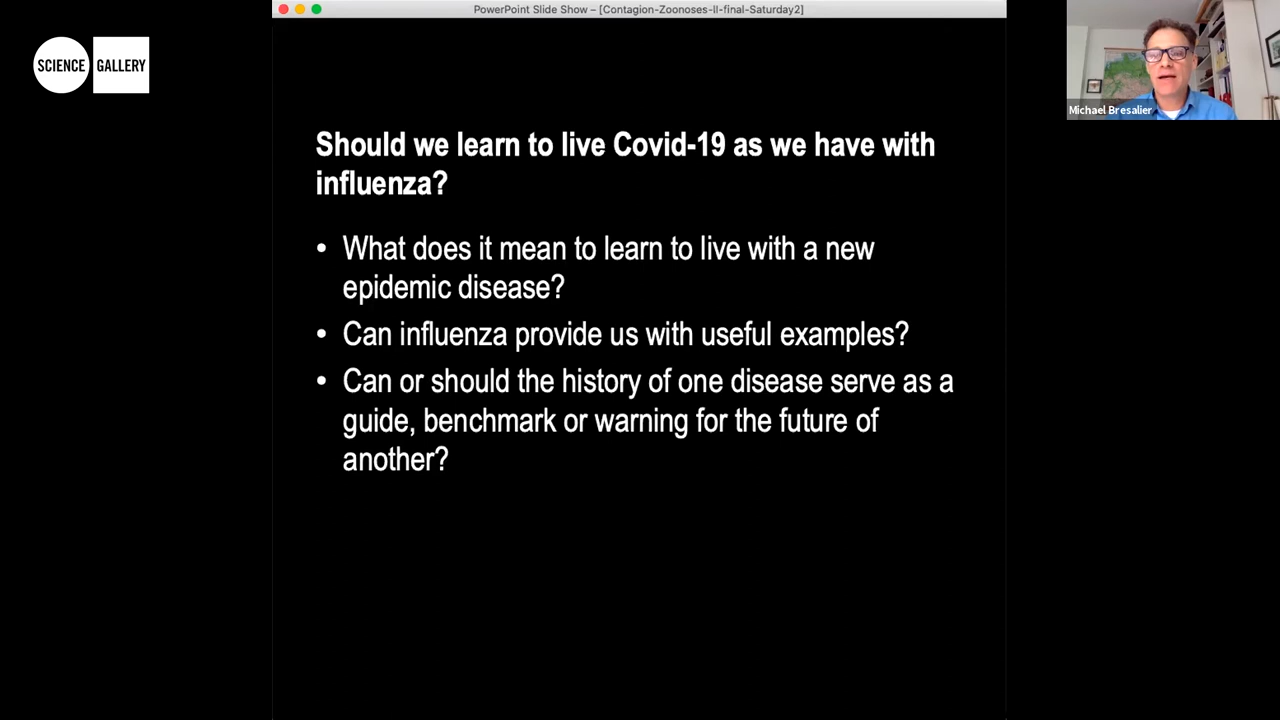 PowerPoint Slide Show – [Contagion-Zoonoses-II-final-Saturday2]
SCIENCE GALLERY
Michael Bresalier
Should we learn to live Covid-19 as we have with
influenza?
• What does it mean to learn to live with a new
epidemic disease?
• Can influenza provide us with useful examples?
• Can or should the history of one disease serve as a
guide, benchmark or warning for the future of
another?